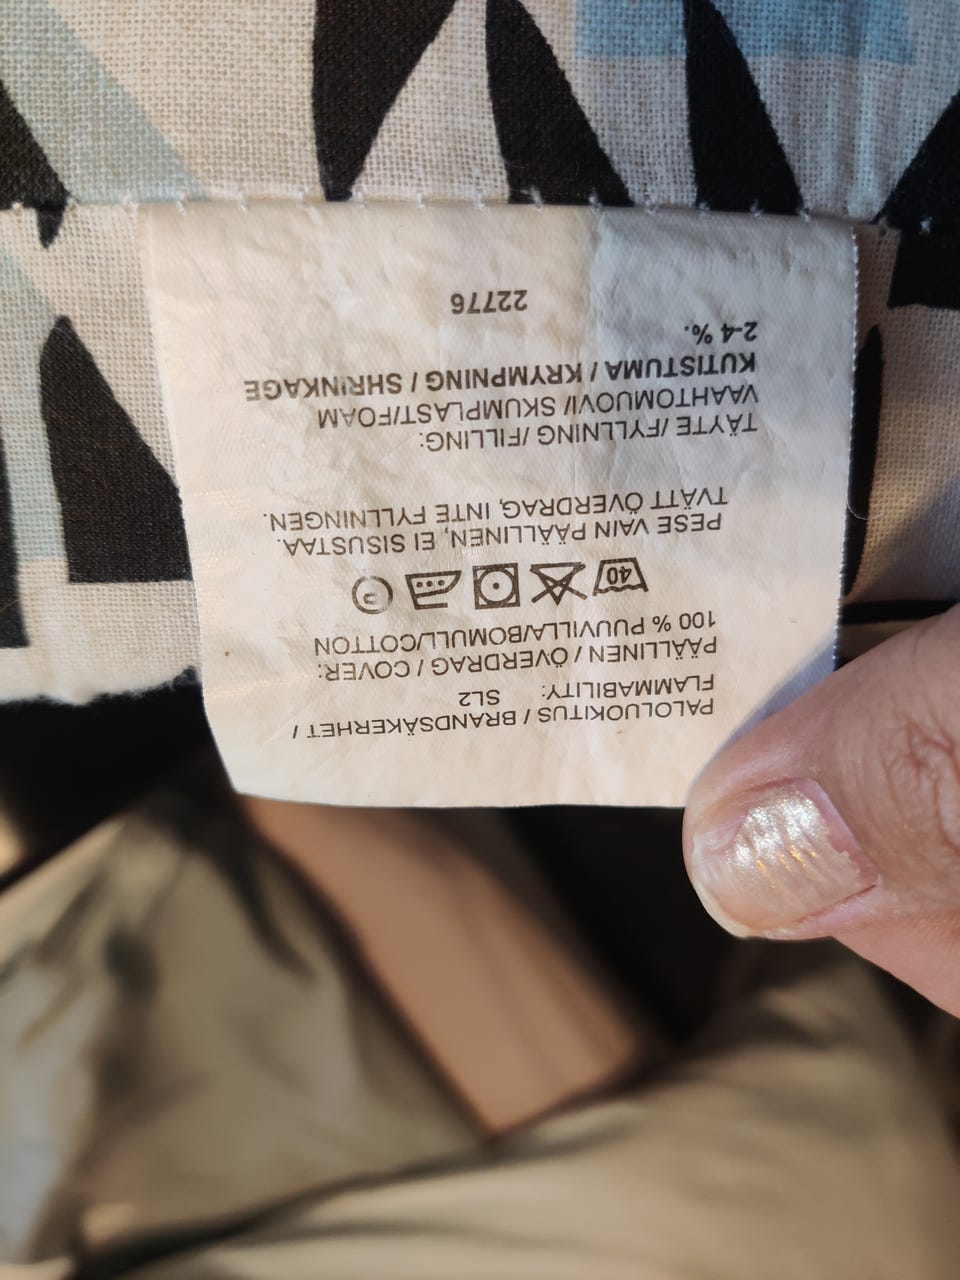 PALOLUOKITUS / BRANDSÄKERHET /
FLAMMABILITY: SL2
PÄÄLLINEN / ÖVERDRAG / COVER:
100 % PUUVILLA/BOMULL/COTTON
40 P
PESE VAIN PÄÄLLINEN, EI SISUSTAA.
TVÄTT ÖVERDRAG, INTE FYLLNINGEN.
TÄYTE / FYLLNING / FILLING:
VAAHTOMUOVI/ SKUMPLAST/FOAM
KUTISTUMA / KRYMPNING / SHRINKAGE
2-4 %.
22776